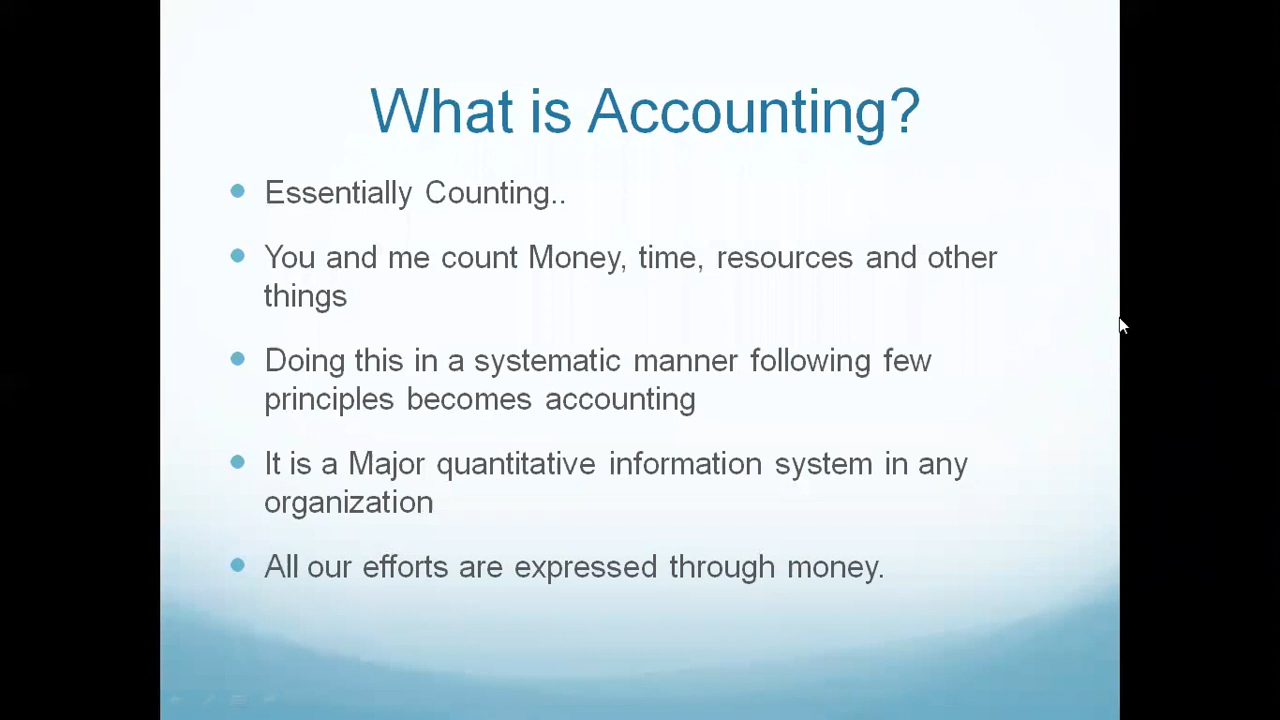 What is Accounting?
Essentially Counting..
You and me count Money, time, resources and other
things
Doing this in a systematic manner following few
principles becomes accounting
It is a Major quantitative information system in any
organization
All our efforts are expressed through money.